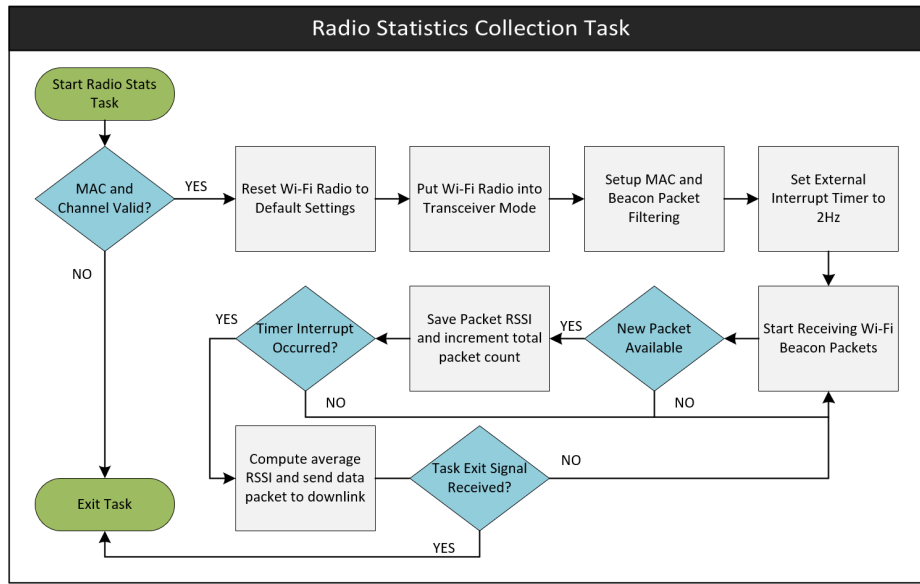 Radio Statistics Collection Task
Start Radio Stats
Task
MAC and
Channel Valid?
YES
Reset Wi-Fi Radio to
Default Settings
Put Wi-Fi Radio into
Transceiver Mode
Setup MAC and
Beacon Packet
Filtering
Set External
Interrupt Timer to
2Hz
NO
YES
Timer Interrupt
Occurred?
Save Packet RSSI
and increment total
packet count
YES
New Packet
Available
Start Receiving Wi-Fi
Beacon Packets
NO
NO
Compute average
RSSI and send data
packet to downlink
Task Exit Signal
Received?
NO
Exit Task
YES